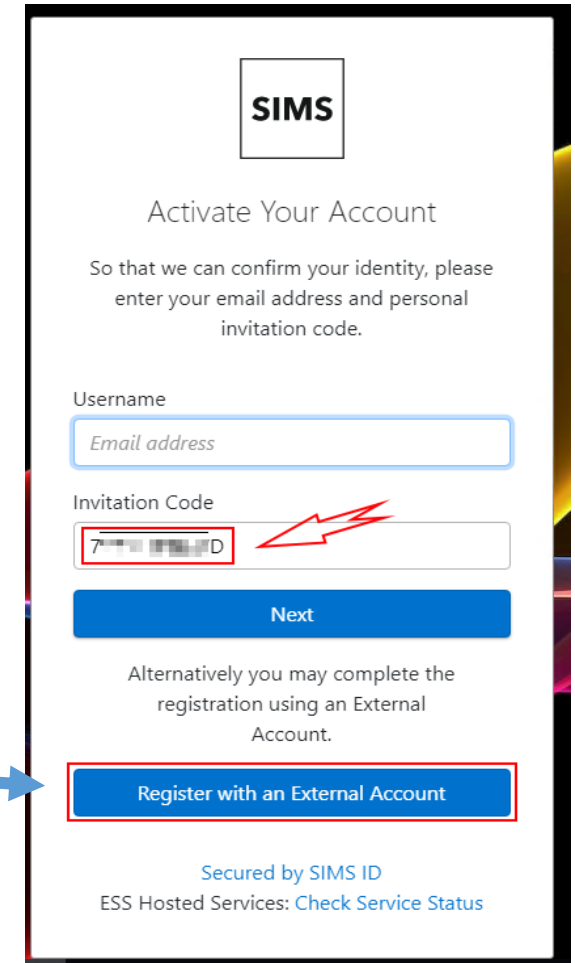 SIMS
Activate Your Account
So that we can confirm your identity, please
enter your email address and personal
invitation code.
Username
Email address
Invitation Code
Next
Alternatively you may complete the
registration using an External
Account.
Register with an External Account
Secured by SIMS ID
ESS Hosted Services: Check Service Status